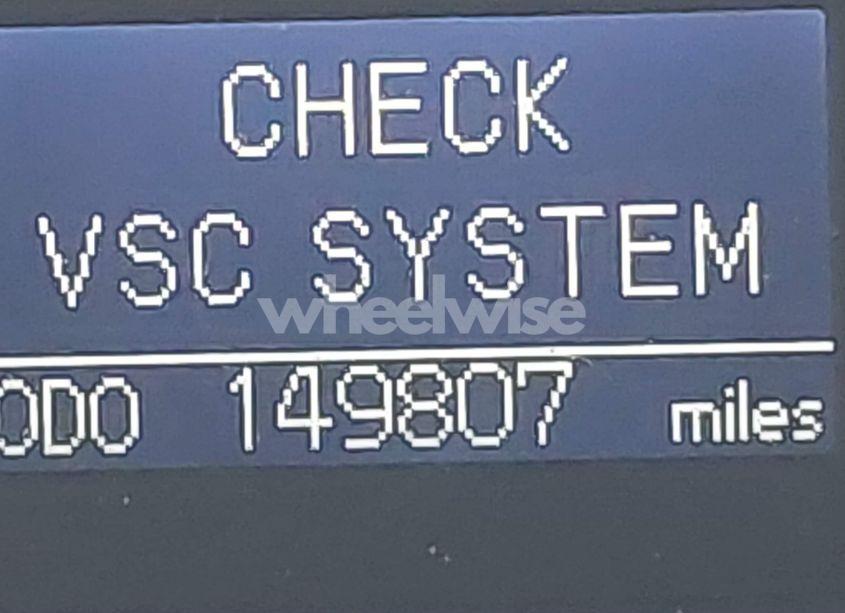 CHECK
VSC SYSTEM
wheelwise
ODO 149807 miles